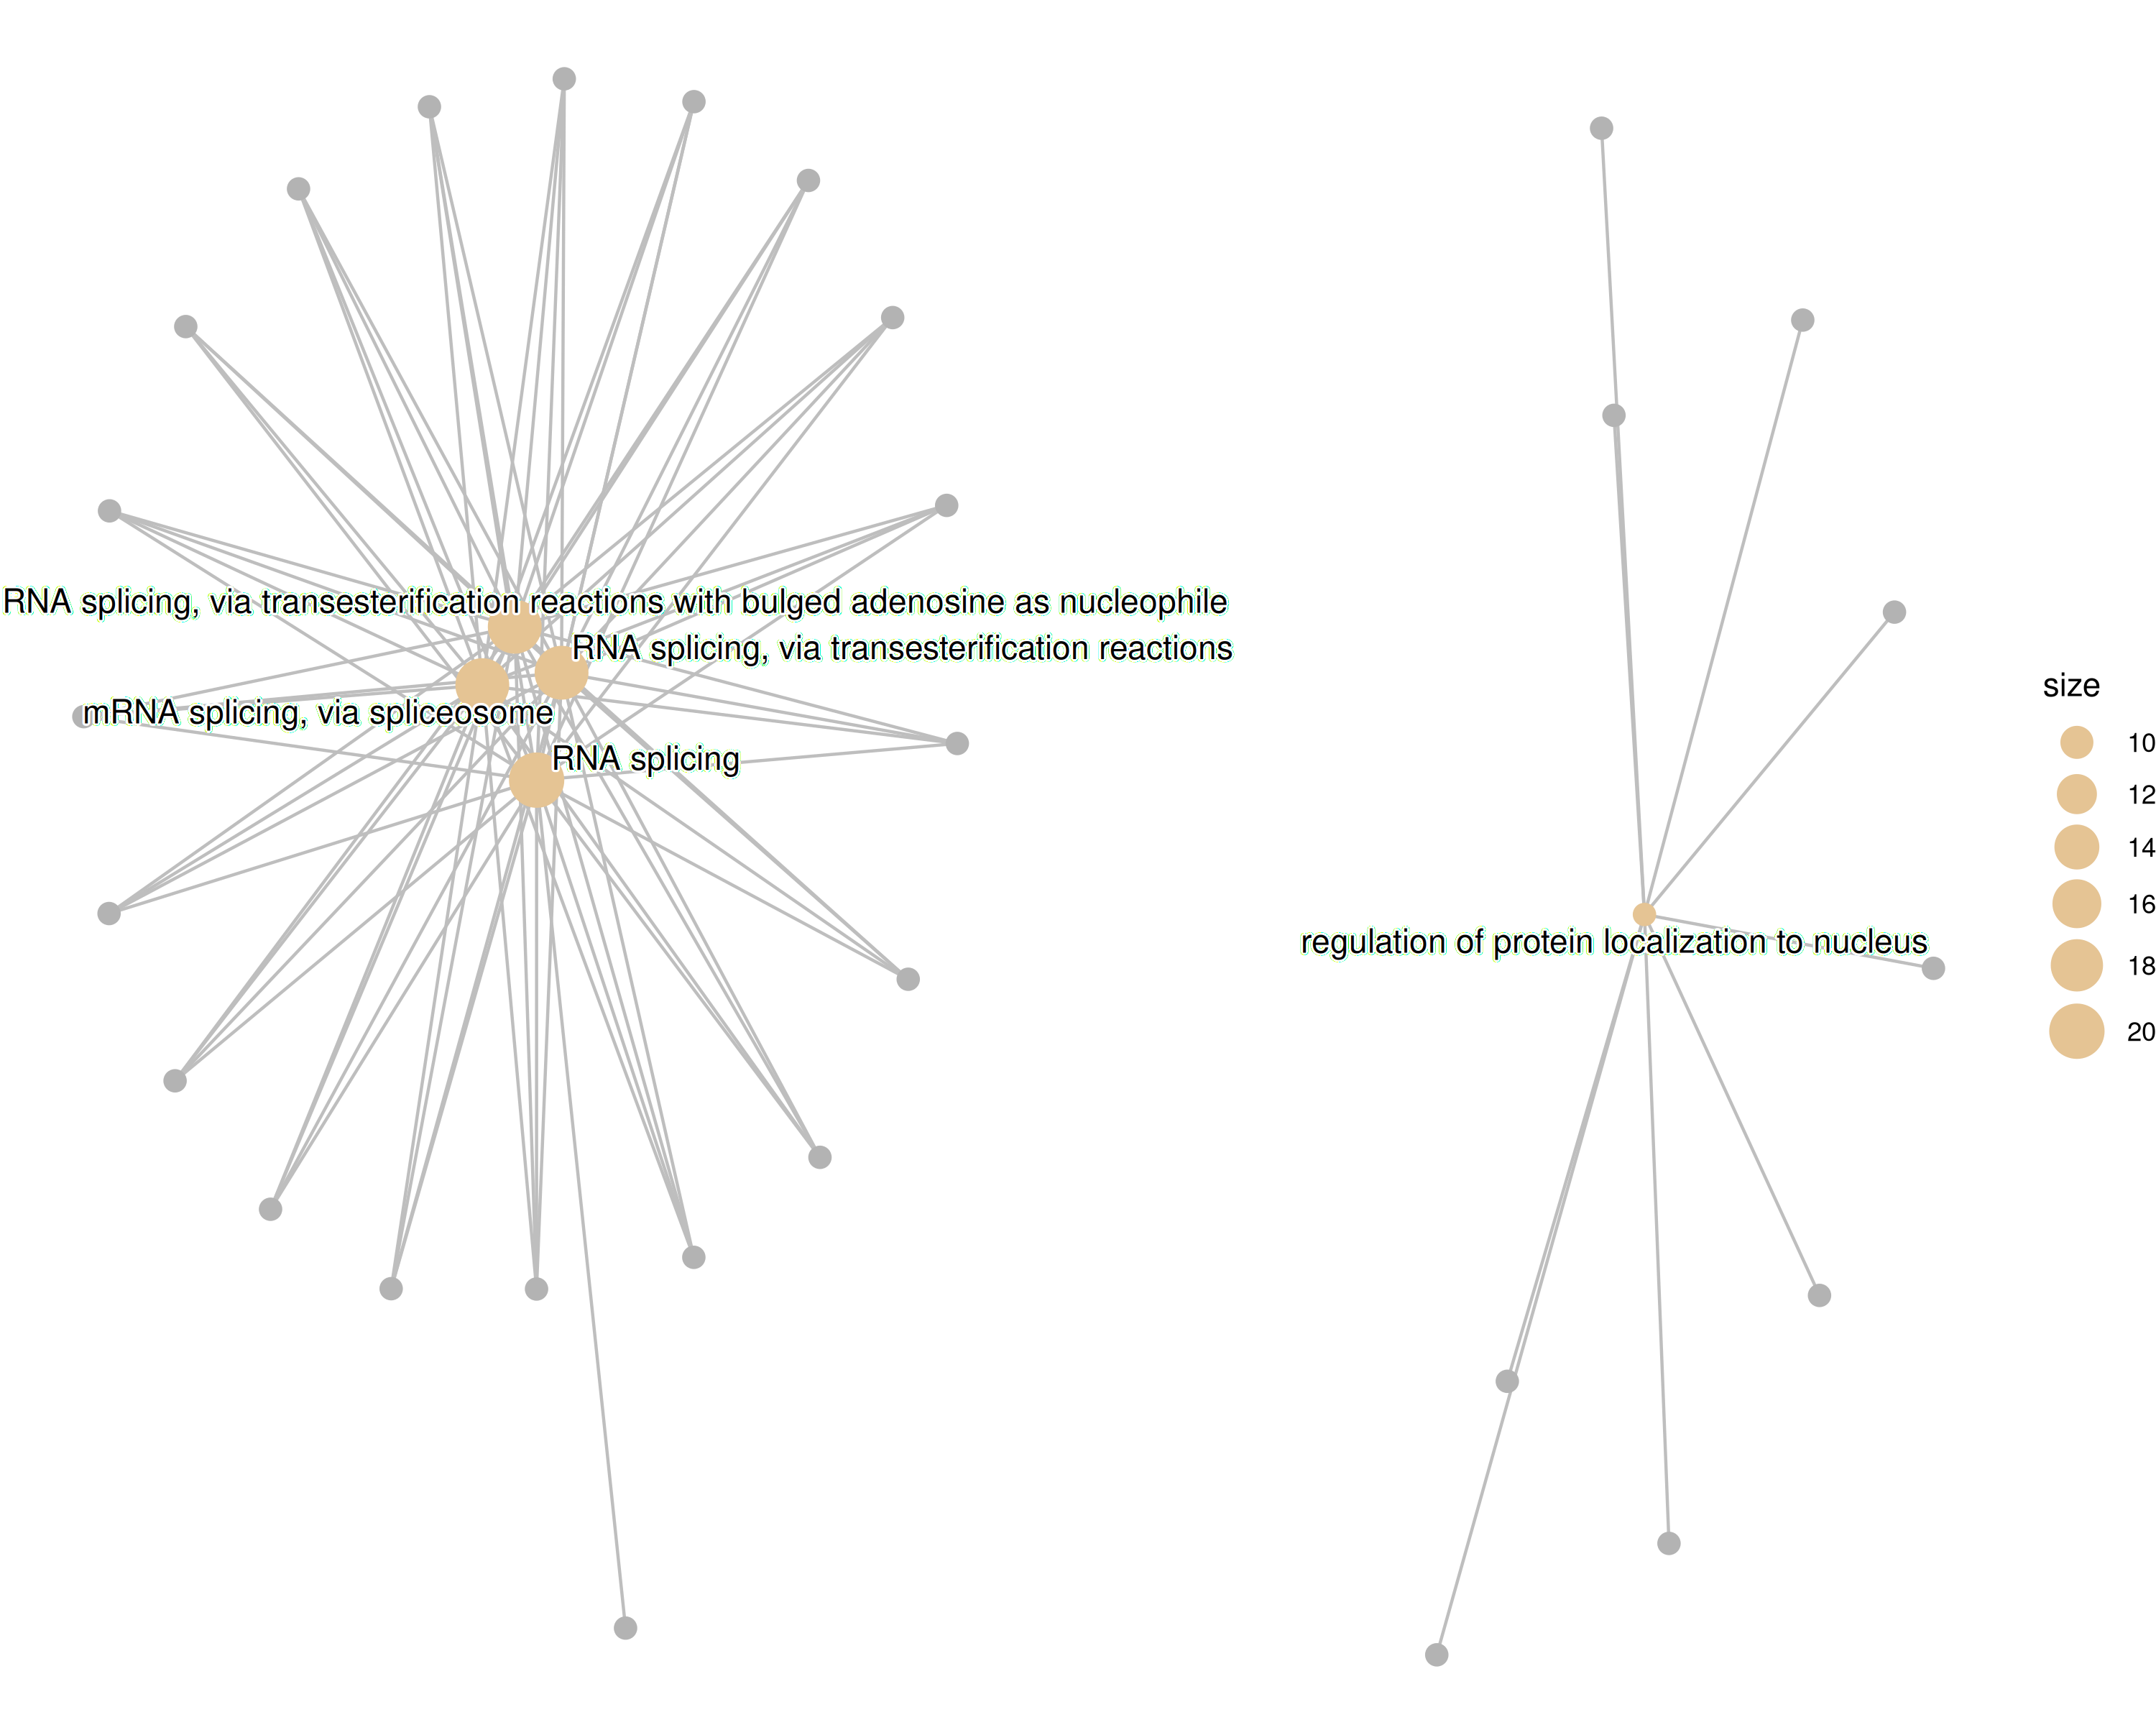 RNA splicing, via transesterification reactions with bulged adenosine as nucleophile
RNA splicing, via transesterification reactions
mRNA splicing, via spliceosome
RNA splicing
regulation of protein localization to nucleus
size
10
12
14
16
18
20